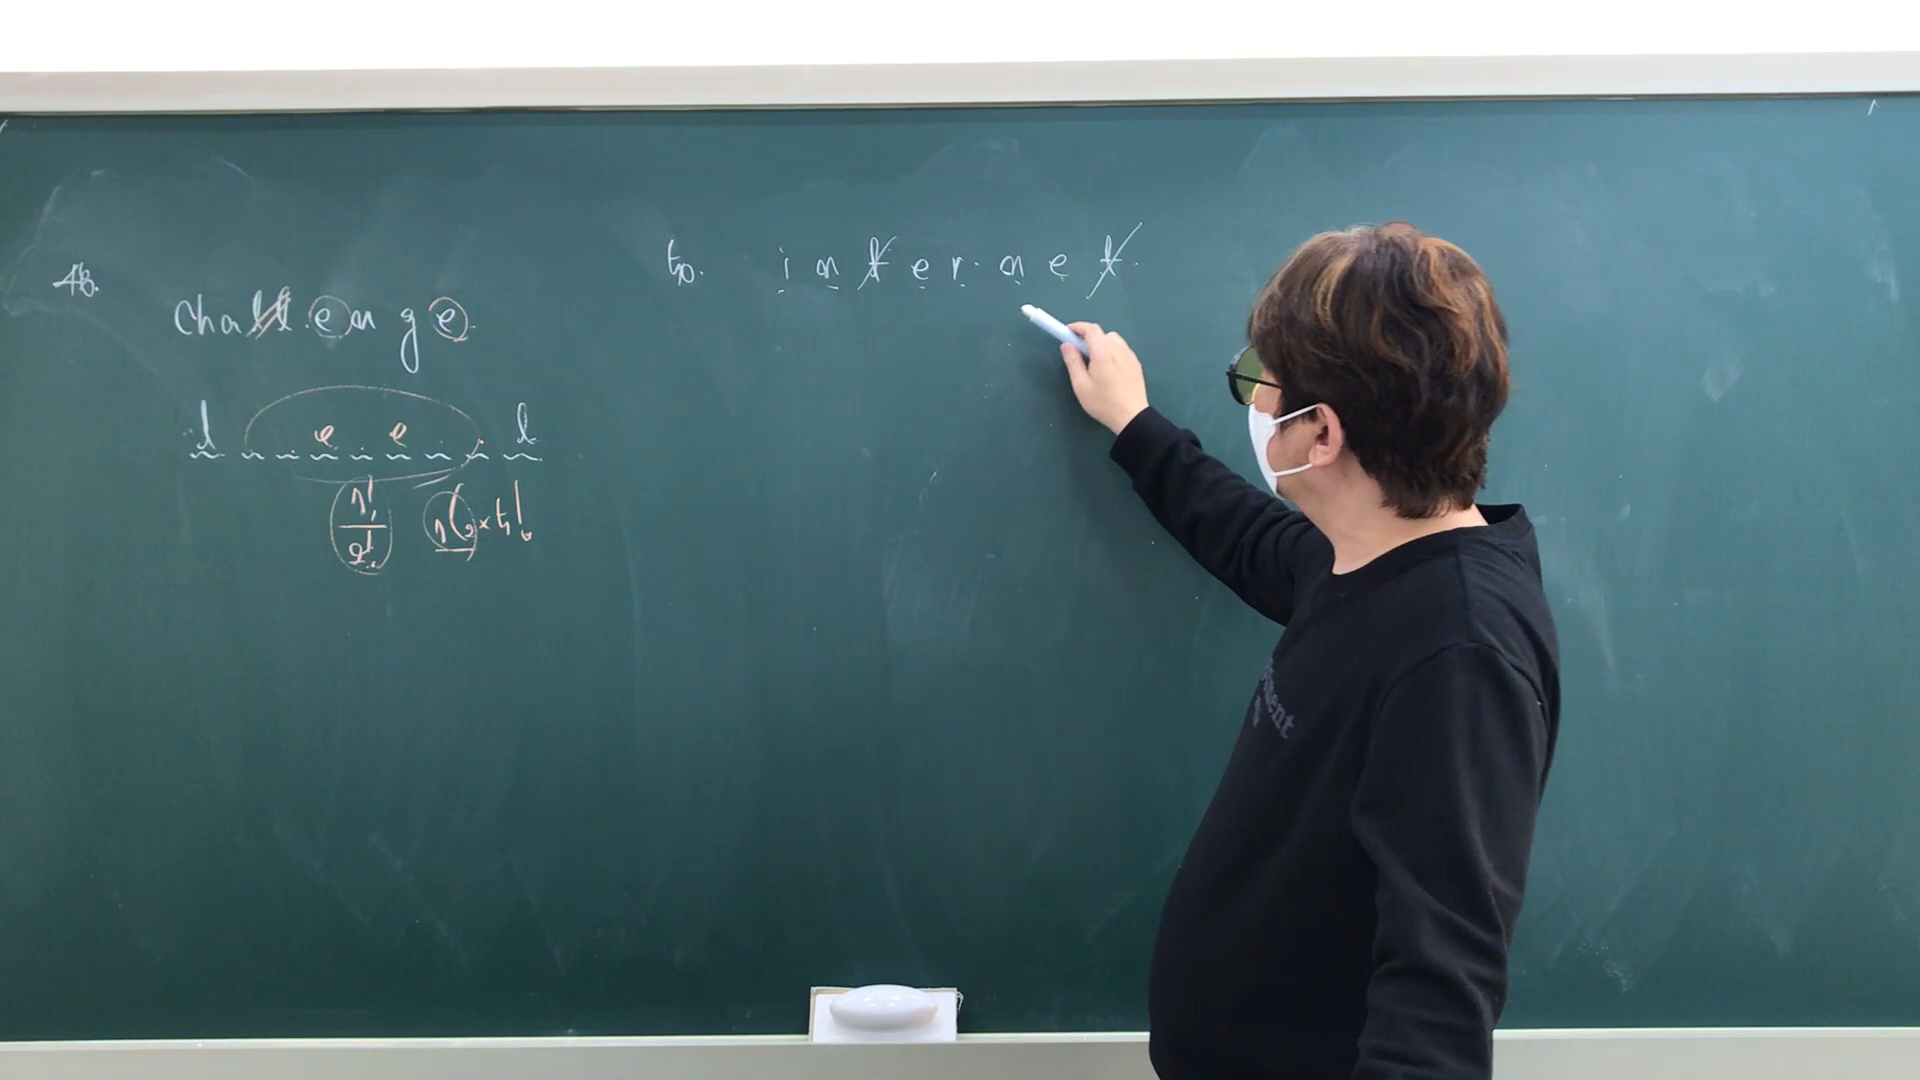 48.
challenge
l e e l
7!/2! 7C2 × 5!
50. internet